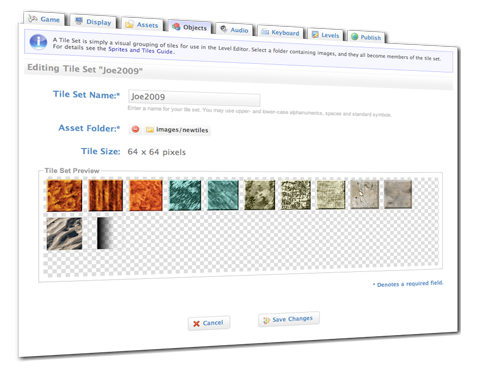 Game Display Assets Objects Audio Keyboard Levels Publish
A Tile Set is simply a visual grouping of tiles for use in the Level Editor. Select a folder containing images, and they all become members of the tile set.
For details see the Sprites and Tiles Guide.
Editing Tile Set "Joe2009"
Tile Set Name:* Joe2009
Enter a name for your tile set. You may use upper- and lower-case alphanumerics, spaces and standard symbols.
Asset Folder:* images/newtiles
Tile Size: 64 x 64 pixels
Tile Set Preview
* Denotes a required field.
Cancel Save Changes